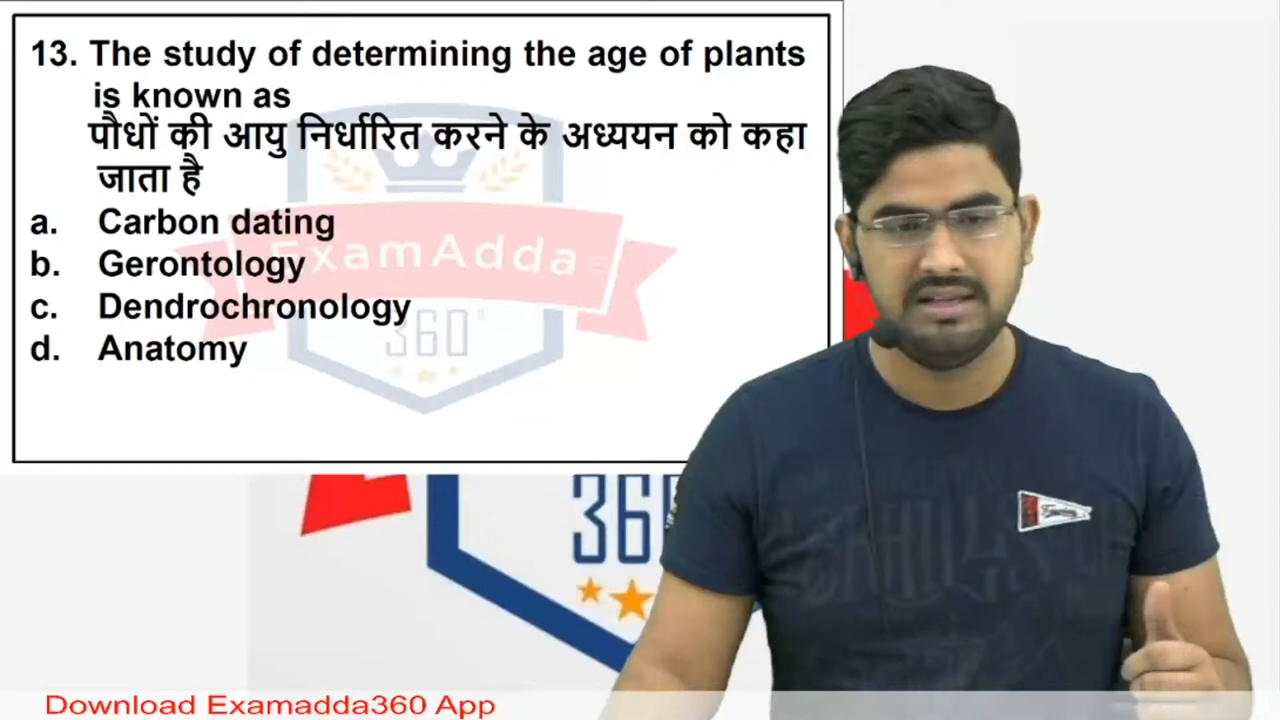 13. The study of determining the age of plants
is known as
पौधों की आयु निर्धारित करने के अध्ययन को कहा
जाता है
a. Carbon dating
b. Gerontology
c. Dendrochronology
d. Anatomy
ExamAdda
360°
36
Download Examadda360 App